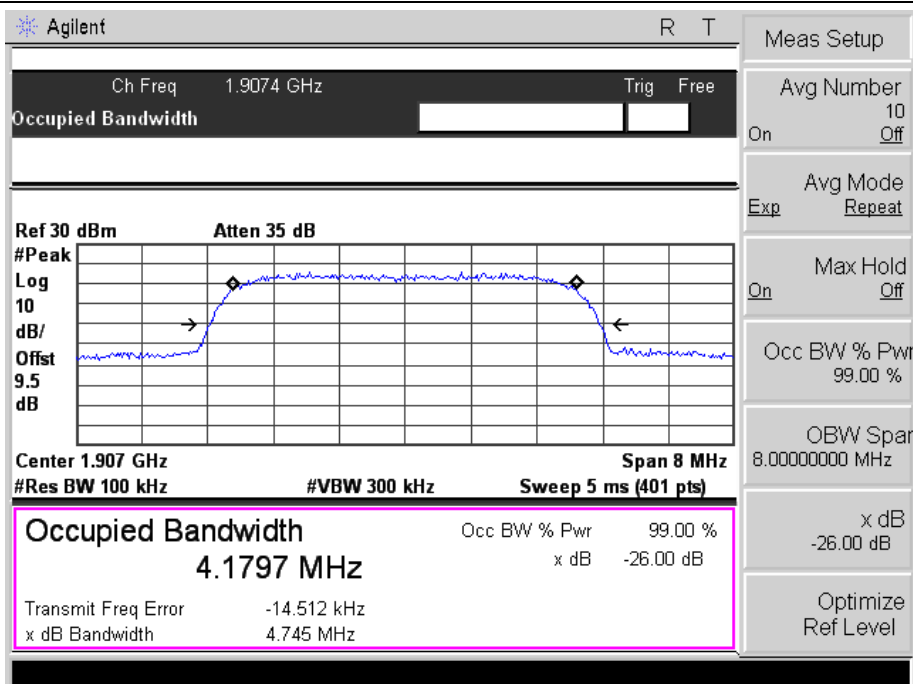 Agilent R T
Ch Freq 1.9074 GHz Trig Free
Occupied Bandwidth
Ref 30 dBm Atten 35 dB
#Peak
Log
10
dB/
Offst
9.5
dB
Center 1.907 GHz Span 8 MHz
#Res BW 100 kHz #VBW 300 kHz Sweep 5 ms (401 pts)
Occupied Bandwidth
4.1797 MHz
Occ BW % Pwr 99.00 %
x dB -26.00 dB
Transmit Freq Error -14.512 kHz
x dB Bandwidth 4.745 MHz
Meas Setup
Avg Number
10
On Off
Avg Mode
Exp Repeat
Max Hold
On Off
Occ BW % Pwr
99.00 %
OBW Span
8.00000000 MHz
x dB
-26.00 dB
Optimize
Ref Level